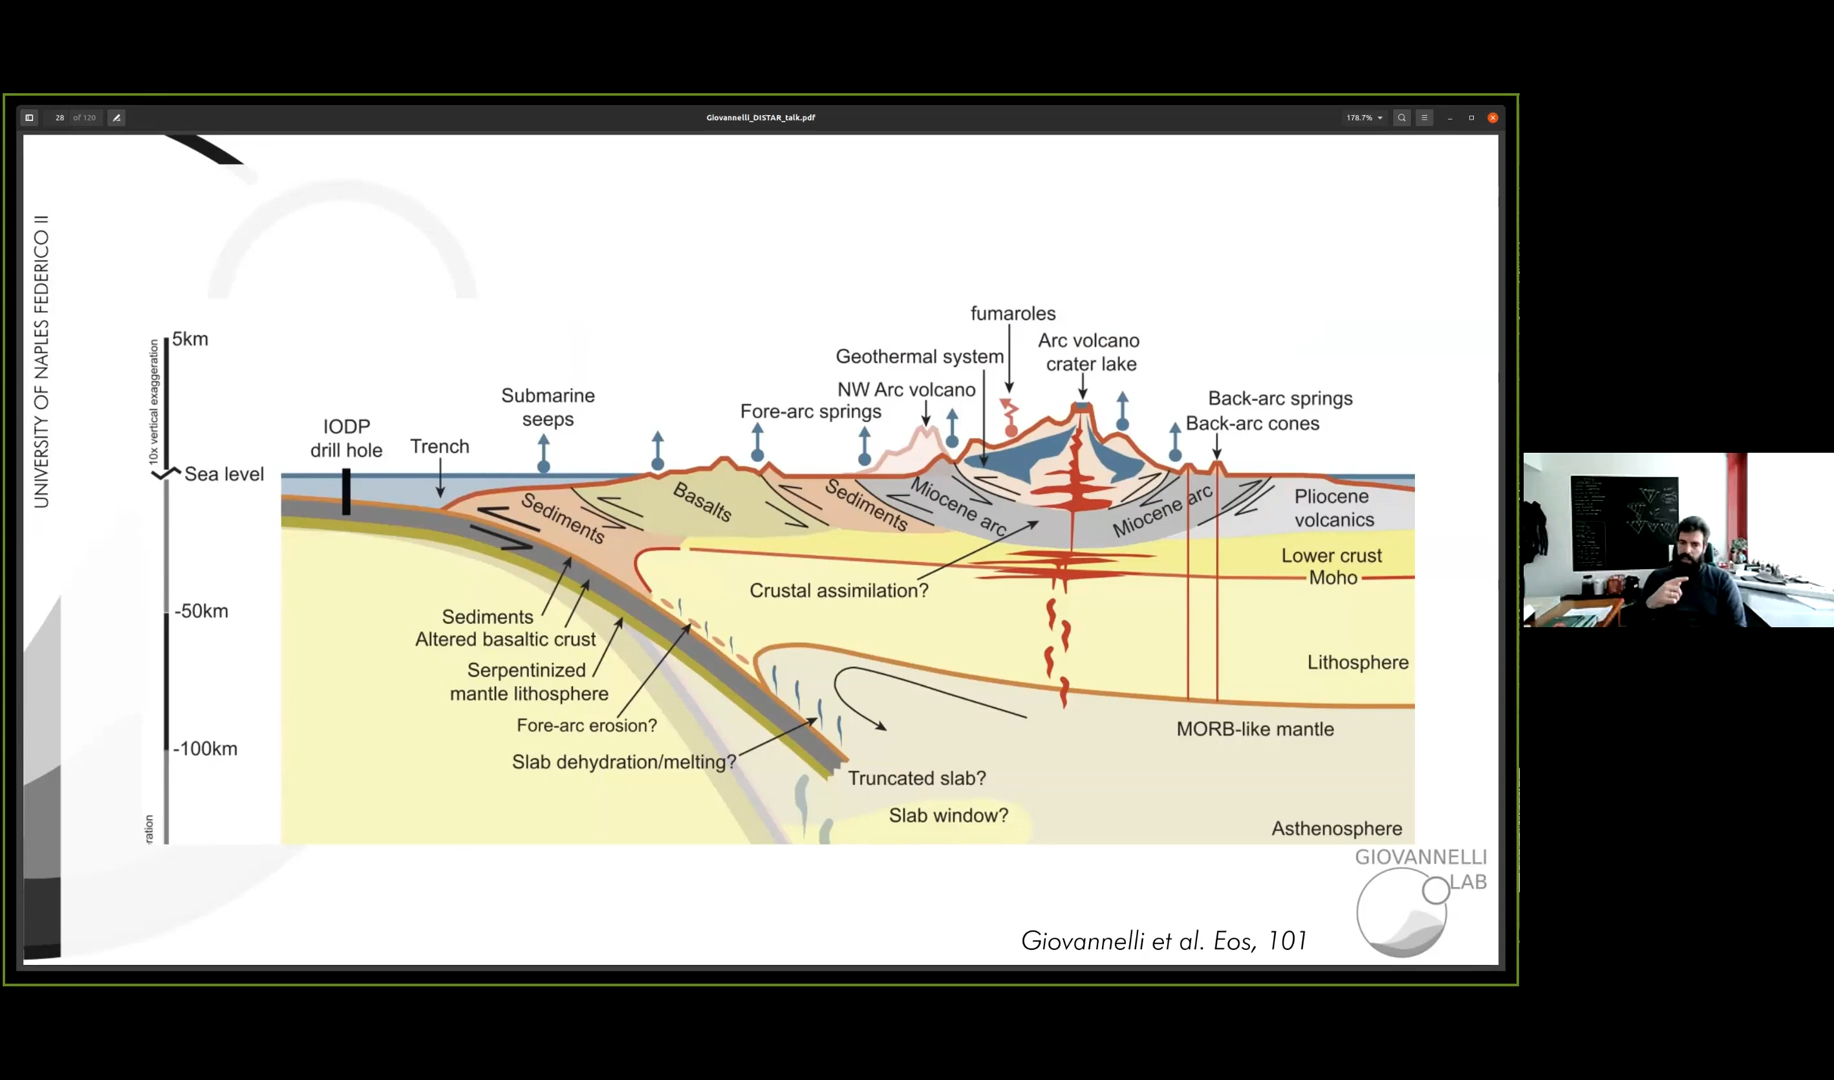 28 of 120
Giovannelli_DISTAR_talk.pdf
178.7%
UNIVERSITY OF NAPLES FEDERICO II
10x vertical exaggeration
5km
Sea level
-50km
-100km
ration
IODP
drill hole
Trench
Submarine
seeps
Fore-arc springs
NW Arc volcano
Geothermal system
fumaroles
Arc volcano
crater lake
Back-arc springs
Back-arc cones
Sediments
Basalts
Sediments
Miocene arc
Miocene arc
Pliocene
volcanics
Lower crust
Moho
Crustal assimilation?
Sediments
Altered basaltic crust
Serpentinized
mantle lithosphere
Fore-arc erosion?
Slab dehydration/melting?
Lithosphere
MORB-like mantle
Truncated slab?
Slab window?
Asthenosphere
GIOVANNELLI
LAB
Giovannelli et al. Eos, 101